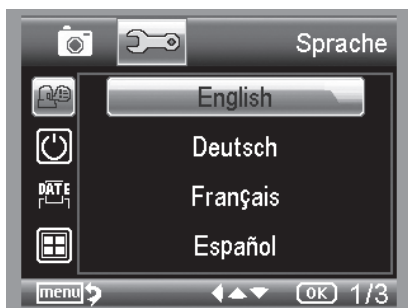 Sprache
English
Deutsch
DATE
Français
Español
menu OK 1/3